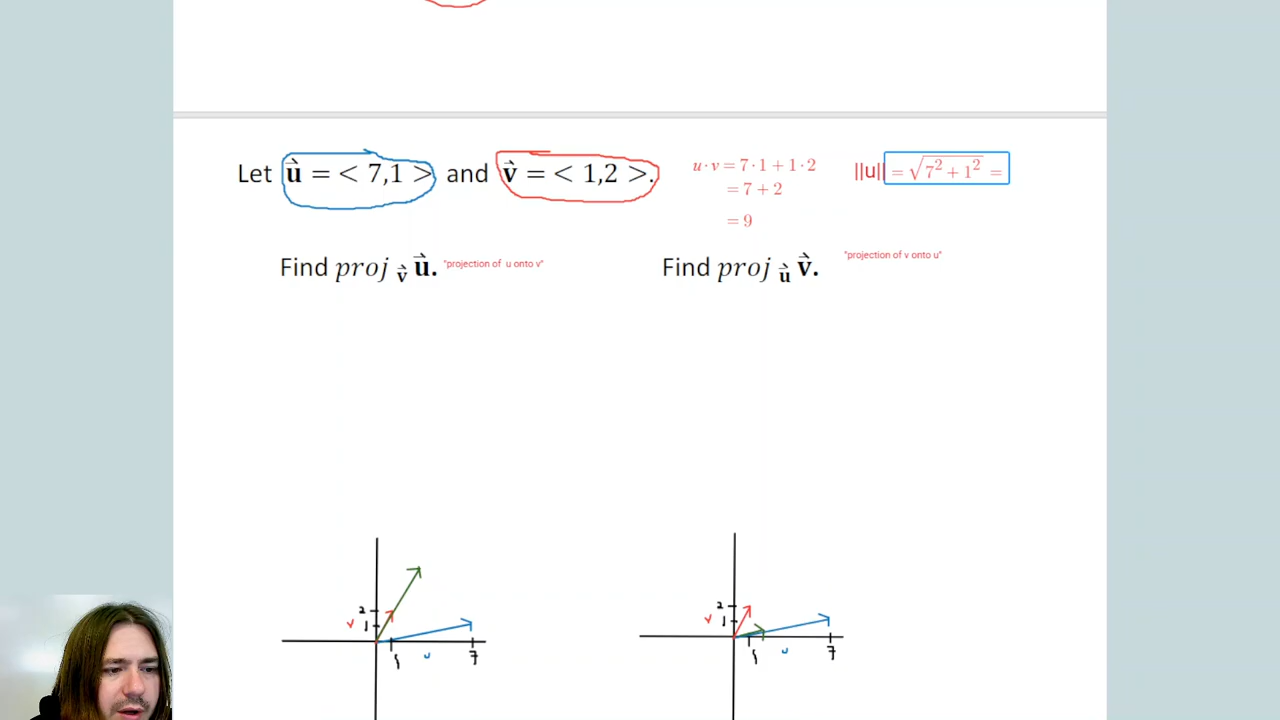 Let u⃗ = < 7,1 > and v⃗ = < 1,2 >.
u · v = 7 · 1 + 1 · 2
= 7 + 2
= 9
||u|| = √7² + 1² =
Find proj v⃗ u⃗. "projection of u onto v"
Find proj u⃗ v⃗. "projection of v onto u"
2
v 1
1 u 7
2
v 1
1 u 7